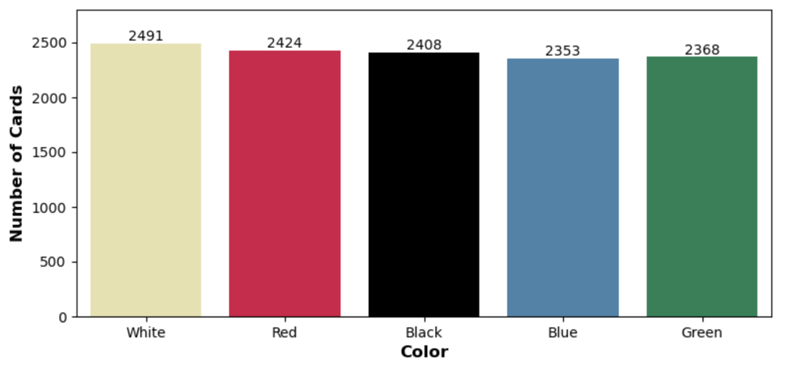 2491
2424
2408
2353
2368
2500
2000
1500
1000
500
0
Number of Cards
White
Red
Black
Blue
Green
Color